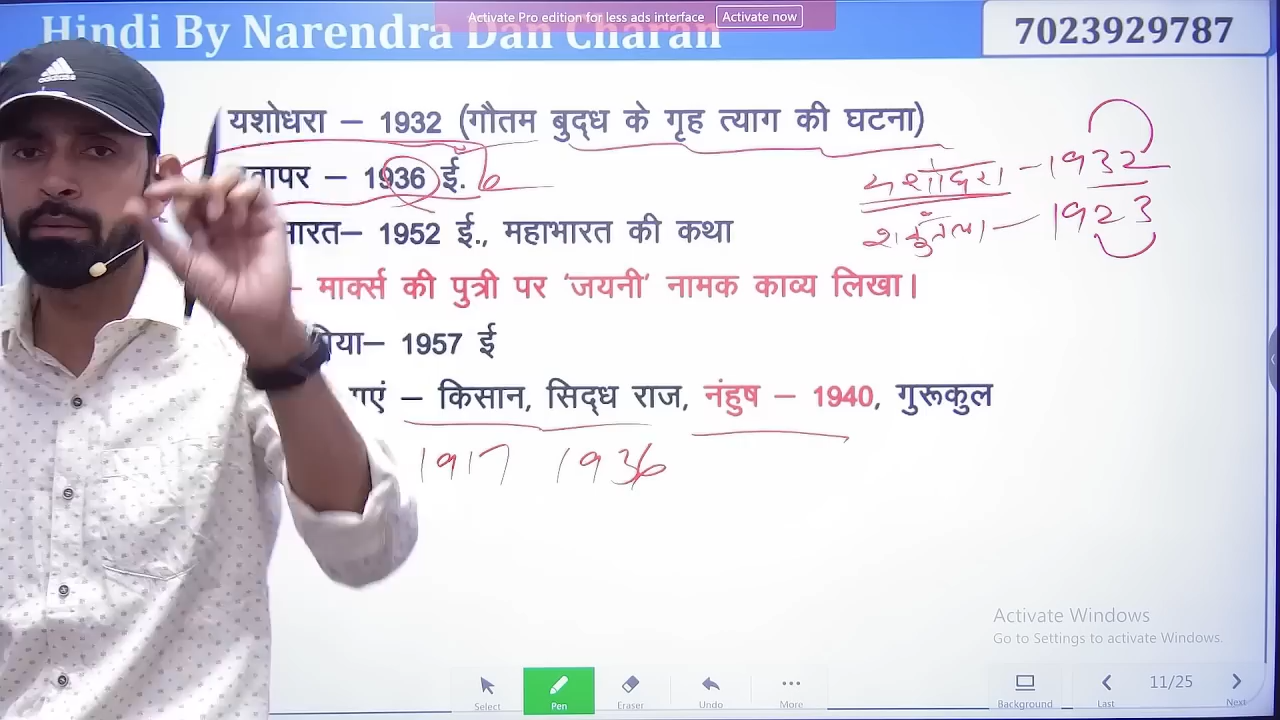 Activate Pro edition for less ads interface Activate now
Hindi By Narendra Dan Charan
7023929787
adidas
यशोधरा – 1932 (गौतम बुद्ध के गृह त्याग की घटना)
– 1936 ई.
– 1952 ई., महाभारत की कथा
– मार्क्स की पुत्री पर 'जयनी' नामक काव्य लिखा।
– 1957 ई
– किसान, सिद्ध राज, नंहुष – 1940, गुरूकुल
1917 1936
यशोधरा – 1932
शकुंतला – 1923
Activate Windows
Go to Settings to activate Windows.
Select Pen Eraser Undo More Background Last 11/25 Next